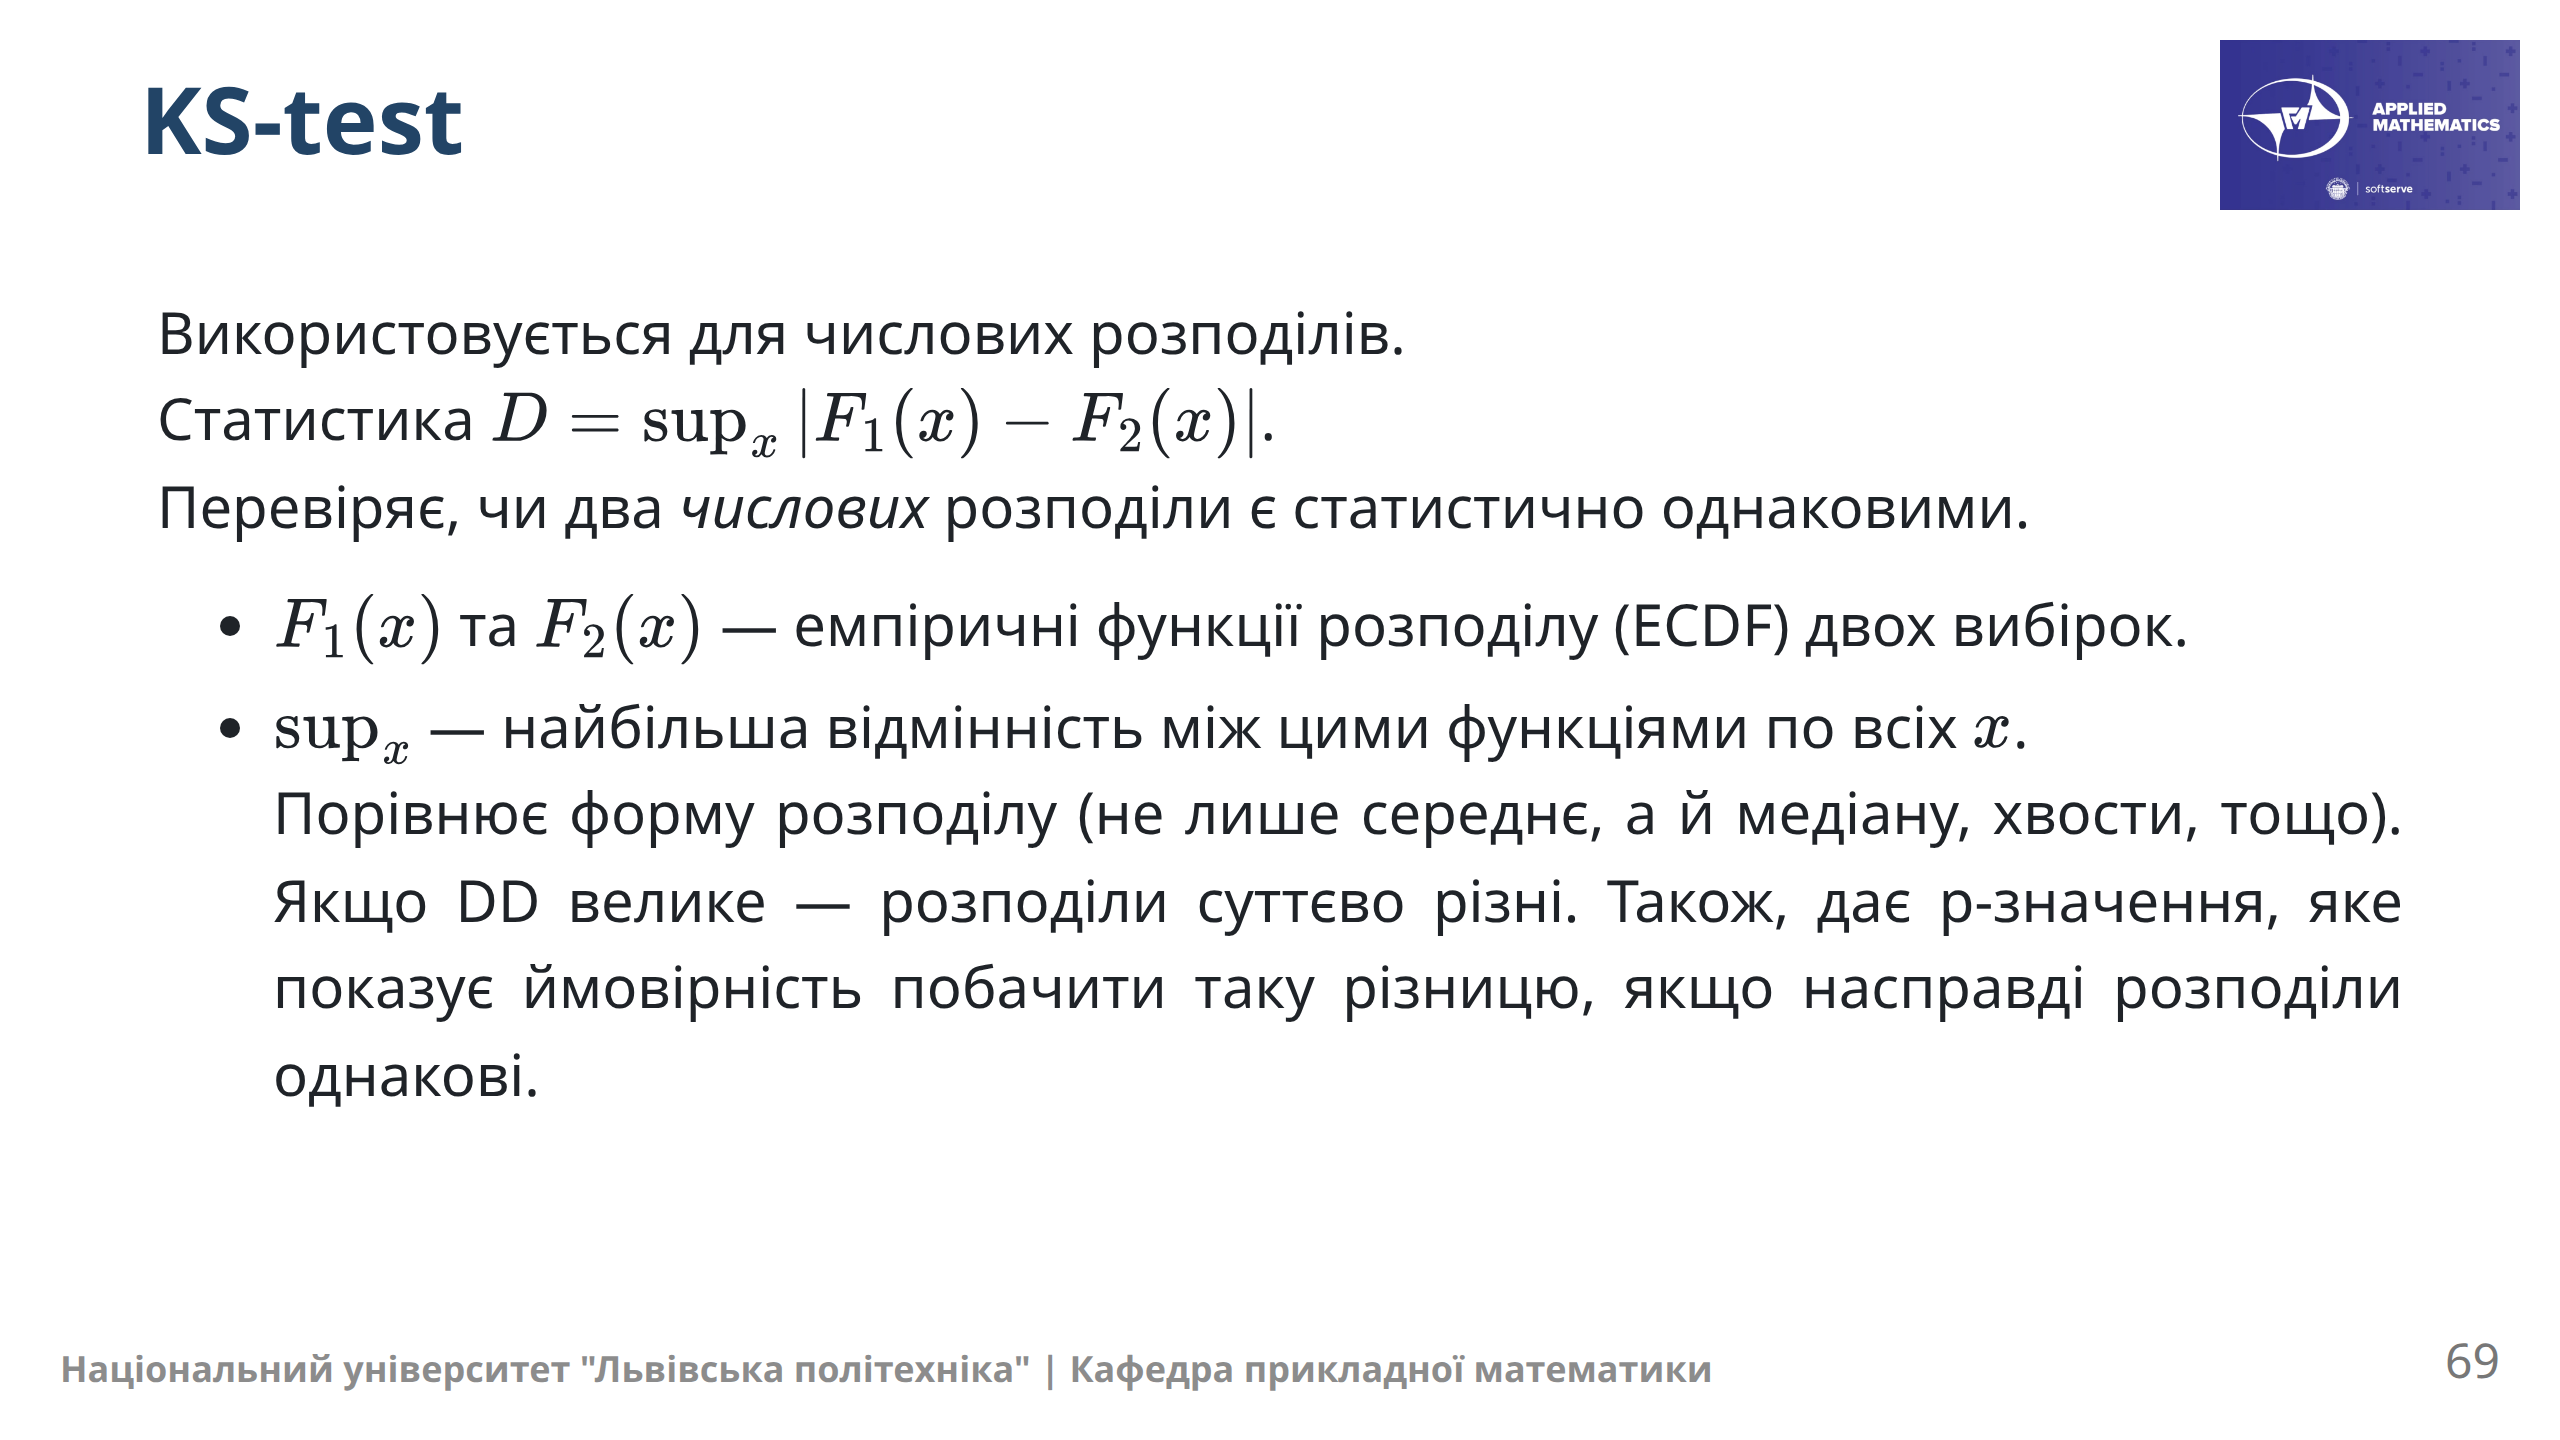 KS-test
APPLIED
MATHEMATICS
softserve
Використовується для числових розподілів.
Статистика D = sup_x |F_1(x) − F_2(x)|.
Перевіряє, чи два числових розподіли є статистично однаковими.
• F_1(x) та F_2(x) — емпіричні функції розподілу (ECDF) двох вибірок.
• sup_x — найбільша відмінність між цими функціями по всіх x.
Порівнює форму розподілу (не лише середнє, а й медіану, хвости, тощо).
Якщо DD велике — розподіли суттєво різні. Також, дає p-значення, яке
показує ймовірність побачити таку різницю, якщо насправді розподіли
однакові.
Національний університет "Львівська політехніка" | Кафедра прикладної математики
69